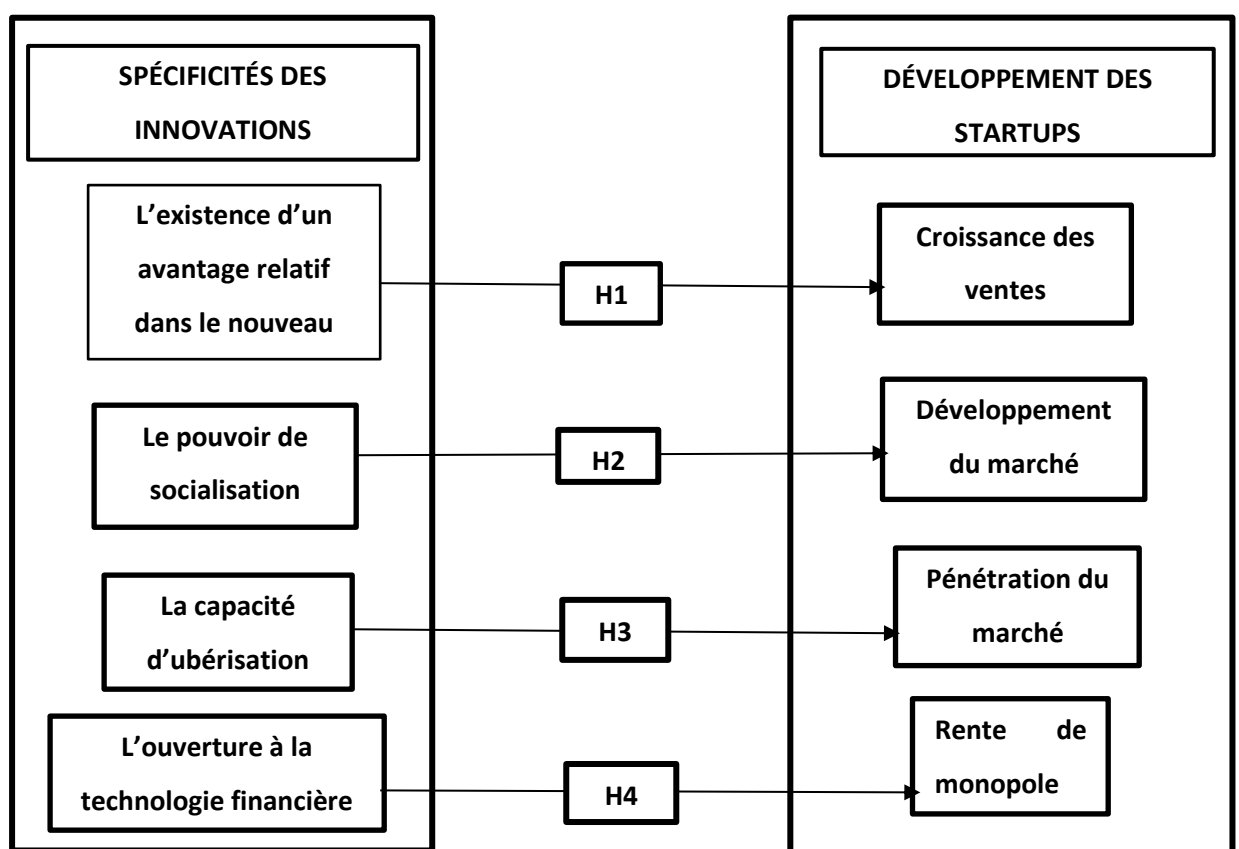 SPÉCIFICITÉS DES
INNOVATIONS
L’existence d’un
avantage relatif
dans le nouveau
Le pouvoir de
socialisation
La capacité
d’ubérisation
L’ouverture à la
technologie financière
H1
H2
H3
H4
DÉVELOPPEMENT DES
STARTUPS
Croissance des
ventes
Développement
du marché
Pénétration du
marché
Rente de
monopole